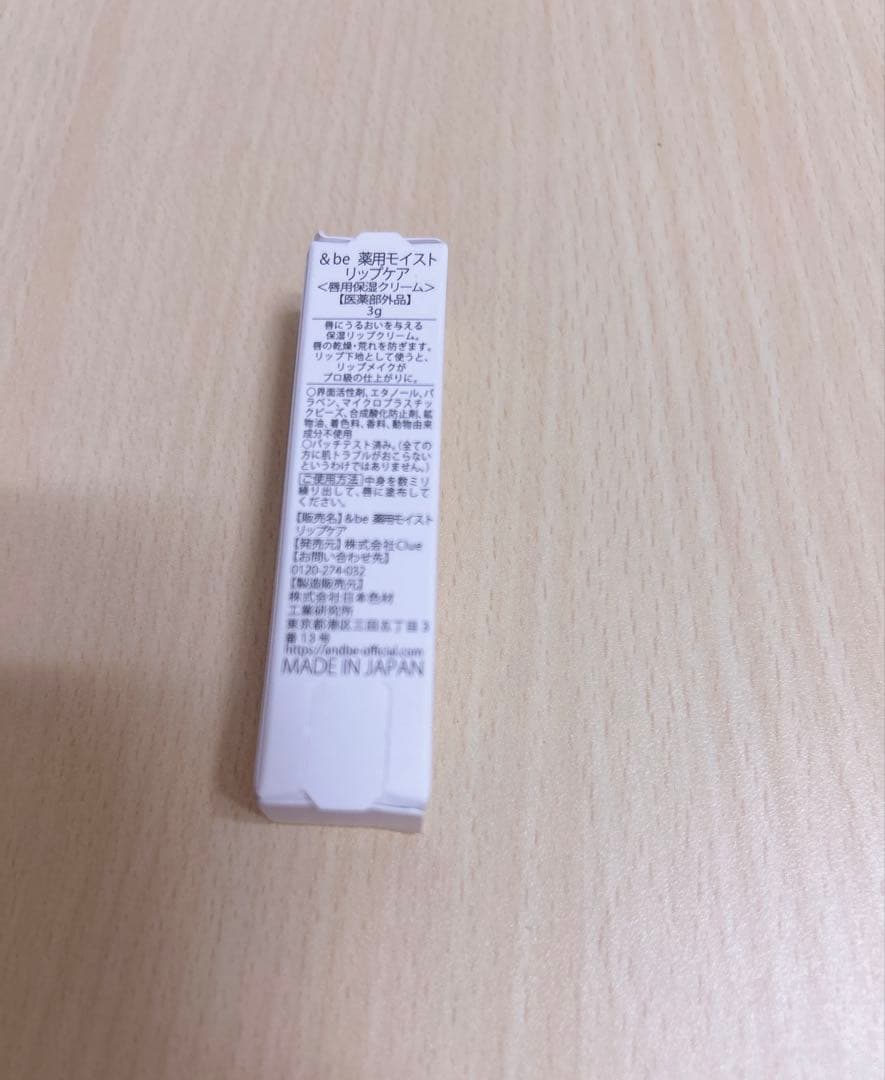 &be 薬用モイスト
リップケア
＜唇用保湿クリーム＞
【医薬部外品】
3g
唇にうるおいを与える
保湿リップクリーム。
唇の乾燥・荒れを防ぎます。
リップ下地として使うと、
リップメイクが
プロ級の仕上がりに。
○界面活性剤、エタノール、パ
ラベン、マイクロプラスチッ
クビーズ、合成酸化防止剤、鉱
物油、着色料、香料、動物由来
成分不使用
○パッチテスト済み。（全ての
方に肌トラブルがおこらない
というわけではありません。）
ご使用方法 中身を数ミリ
繰り出して、唇に塗布して
ください。
【販売名】&be 薬用モイスト
リップケア
【発売元】株式会社Clue
【お問い合わせ先】
0120-274-032
【製造販売元】
株式会社日本色材
工業研究所
東京都港区三田五丁目3
番13号
https://andbe-official.com
MADE IN JAPAN